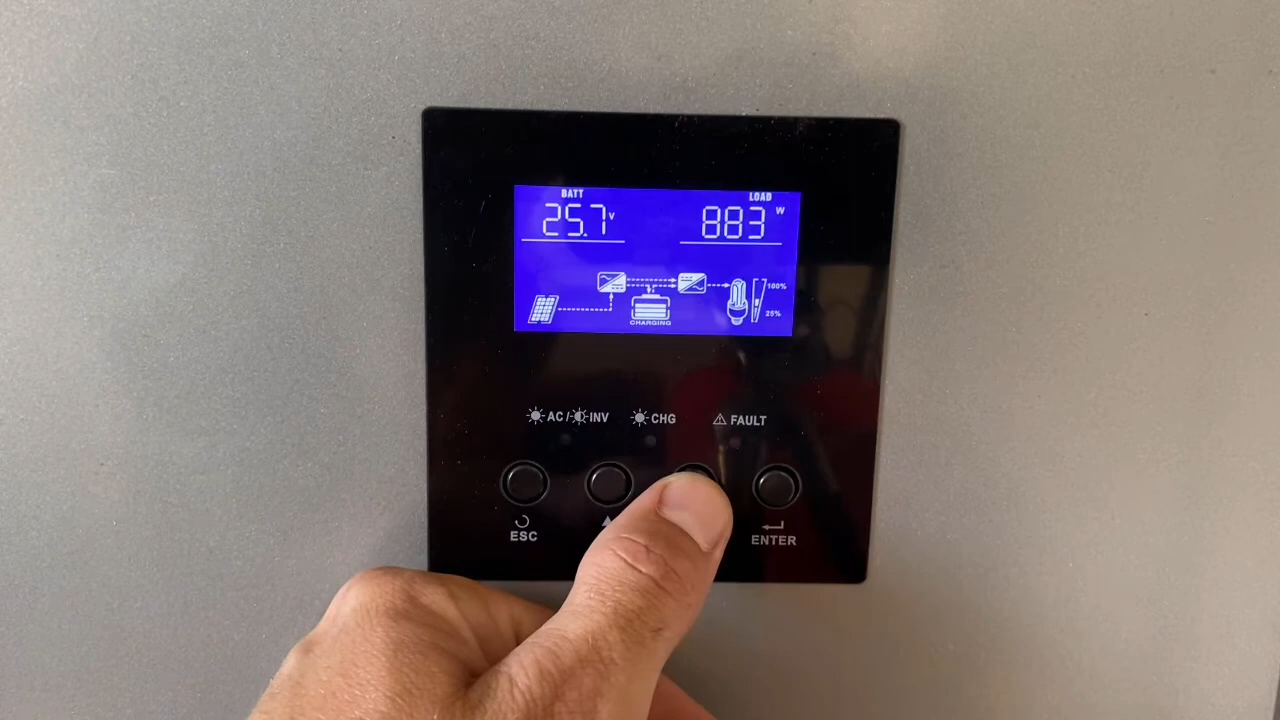 BATT LOAD
25.7 V 883 W
100%
25%
CHARGING
AC / INV CHG FAULT
ESC ENTER